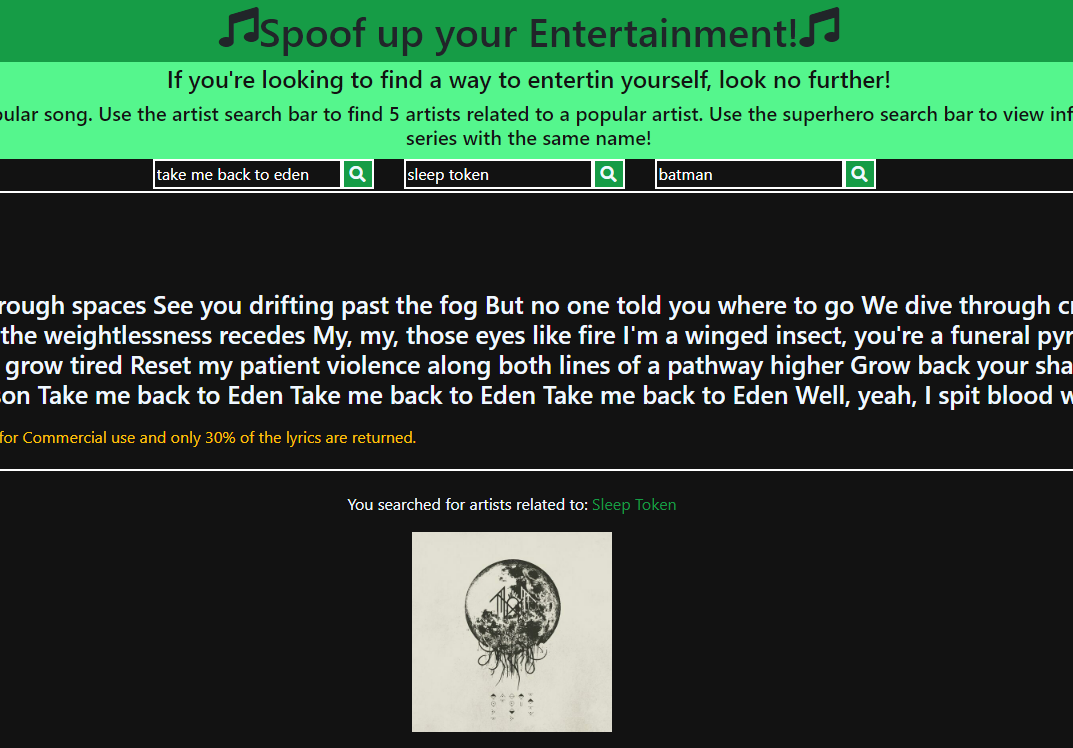 Spoof up your Entertainment!
If you're looking to find a way to entertin yourself, look no further!
song. Use the artist search bar to find 5 artists related to a popular artist. Use the superhero search bar to view
series with the same name!
take me back to eden
sleep token
batman
spaces See you drifting past the fog But no one told you where to go We dive through
the weightlessness recedes My, my, those eyes like fire I'm a winged insect, you're a funeral
grow tired Reset my patient violence along both lines of a pathway higher Grow back your
Take me back to Eden Take me back to Eden Take me back to Eden Well, yeah, I spit blood
for Commercial use and only 30% of the lyrics are returned.
You searched for artists related to: Sleep Token